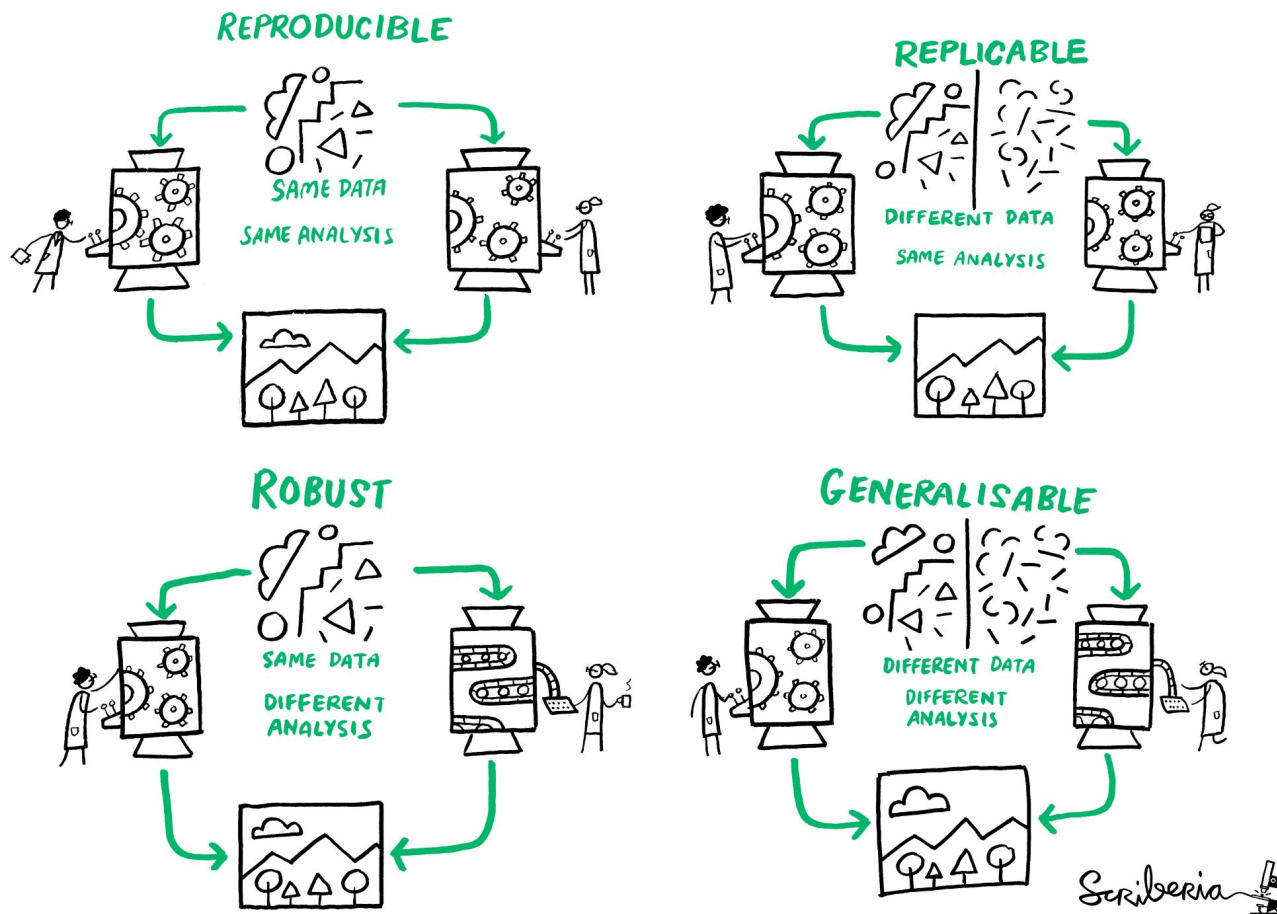 REPRODUCIBLE
SAME DATA
SAME ANALYSIS
REPLICABLE
DIFFERENT DATA
SAME ANALYSIS
ROBUST
SAME DATA
DIFFERENT
ANALYSIS
GENERALISABLE
DIFFERENT DATA
DIFFERENT
ANALYSIS
Scriberia